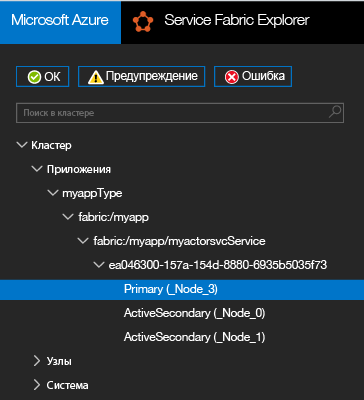 Microsoft Azure Service Fabric Explorer
OK Предупреждение Ошибка
Поиск в кластере
Кластер
Приложения
myappType
fabric:/myapp
fabric:/myapp/myactorsvcService
ea046300-157a-154d-8880-6935b5035f73
Primary (_Node_3)
ActiveSecondary (_Node_0)
ActiveSecondary (_Node_1)
Узлы
Система